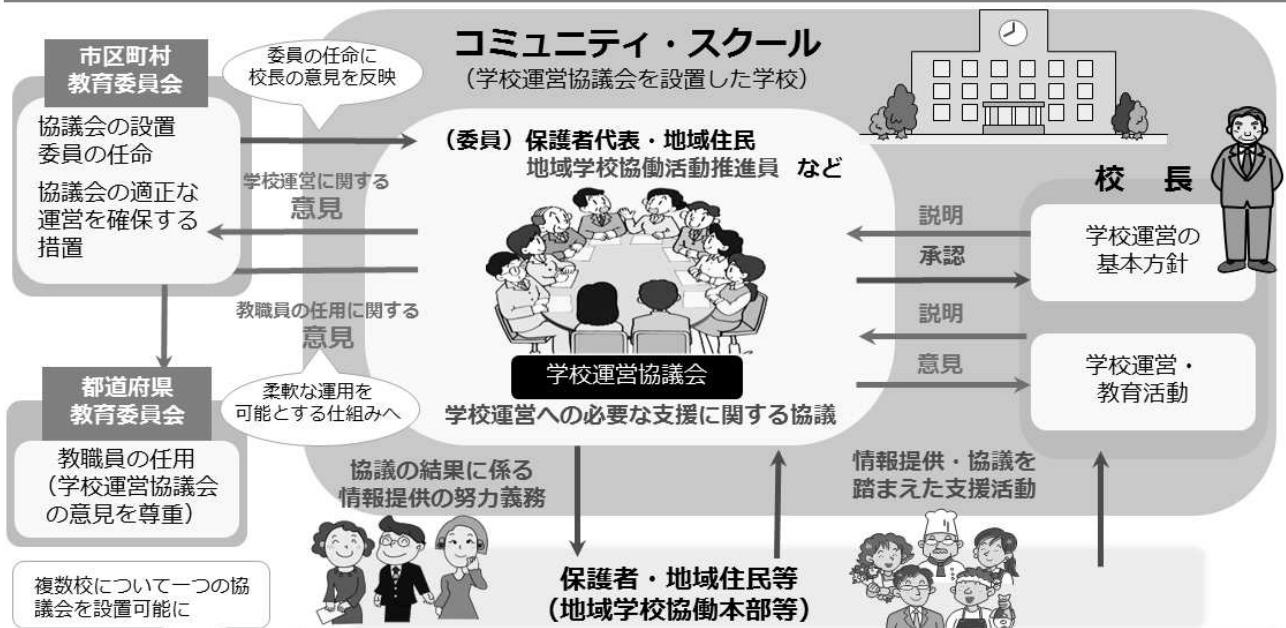 コミュニティ・スクール
（学校運営協議会を設置した学校）
市区町村
教育委員会
協議会の設置
委員の任命
協議会の適正な
運営を確保する
措置
委員の任命に
校長の意見を反映
学校運営に関する
意見
教職員の任用に関する
意見
柔軟な運用を
可能とする仕組みへ
都道府県
教育委員会
教職員の任用
（学校運営協議会
の意見を尊重）
複数校について一つの協
議会を設置可能に
（委員）保護者代表・地域住民
地域学校協働活動推進員 など
学校運営協議会
学校運営への必要な支援に関する協議
校 長
説明
承認
学校運営の
基本方針
説明
意見
学校運営・
教育活動
協議の結果に係る
情報提供の努力義務
情報提供・協議を
踏まえた支援活動
保護者・地域住民等
（地域学校協働本部等）